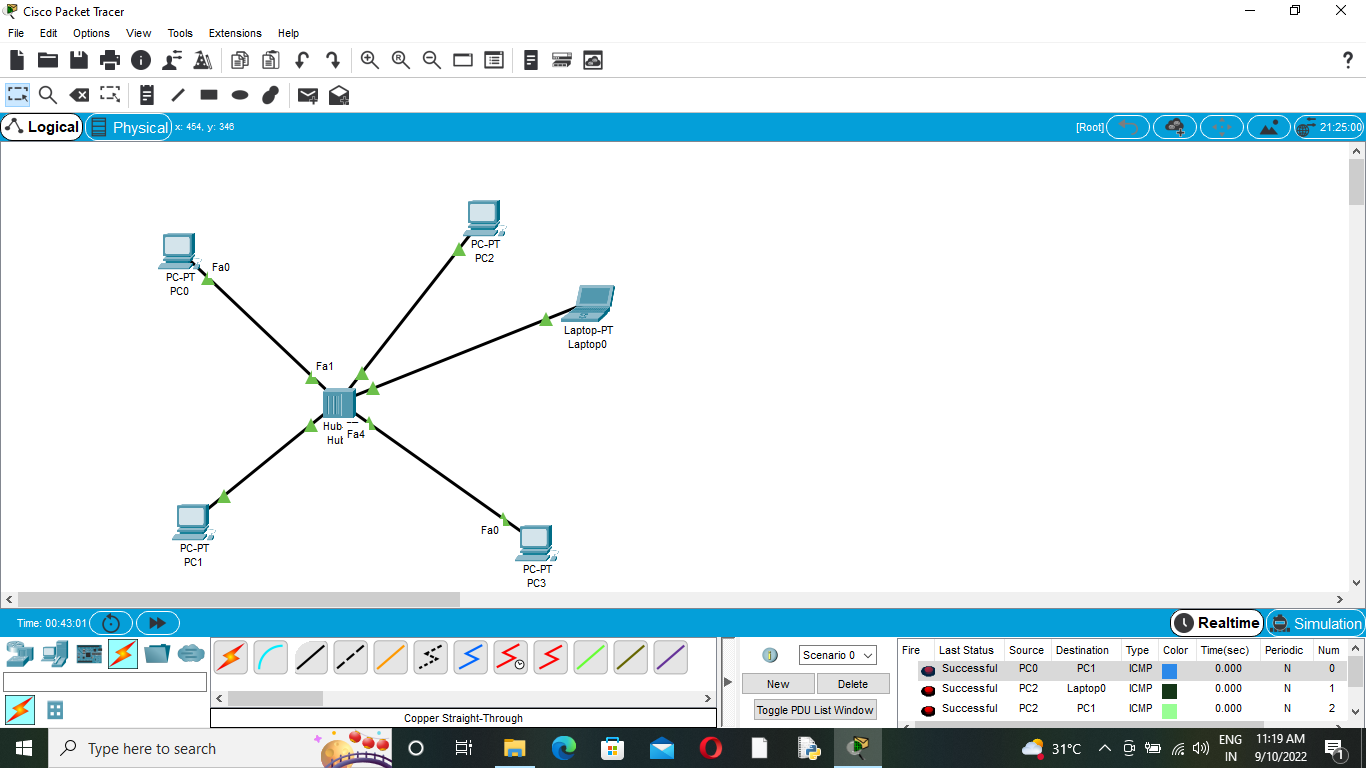 Cisco Packet Tracer
File Edit Options View Tools Extensions Help
Logical Physical x: 454, y: 346 [Root] 21:25:00
PC-PT
PC2
Fa0
PC-PT
PC0
Laptop-PT
Laptop0
Fa1
Hub-
Fa4
Hub
PC-PT
PC1
Fa0
PC-PT
PC3
Time: 00:43:01 Realtime Simulation
Scenario 0
New Delete
Toggle PDU List Window
Fire Last Status Source Destination Type Color Time(sec) Periodic Num
Successful PC0 PC1 ICMP 0.000 N 0
Successful PC2 Laptop0 ICMP 0.000 N 1
Successful PC2 PC1 ICMP 0.000 N 2
Copper Straight-Through
Type here to search
31°C
ENG
IN
11:19 AM
9/10/2022
1